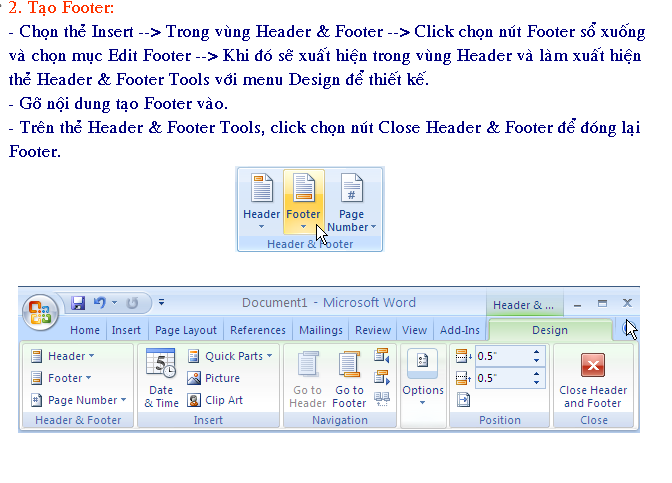 2. Tạo Footer:
- Chọn thẻ Insert --> Trong vùng Header & Footer --> Click chọn nút Footer sổ xuống
và chọn mục Edit Footer --> Khi đó sẽ xuất hiện trong vùng Header và làm xuất hiện
thẻ Header & Footer Tools với menu Design để thiết kế.
- Gõ nội dung tạo Footer vào.
- Trên thẻ Header & Footer Tools, click chọn nút Close Header & Footer để đóng lại
Footer.
Header Footer Page
Number
Header & Footer
Document1 - Microsoft Word Header & ...
Home Insert Page Layout References Mailings Review View Add-Ins Design
Header Quick Parts 0.5"
Footer Picture 0.5"
Page Number Clip Art
Date
& Time
Go to
Header
Go to
Footer
Options
Close Header
and Footer
Header & Footer Insert Navigation Position Close